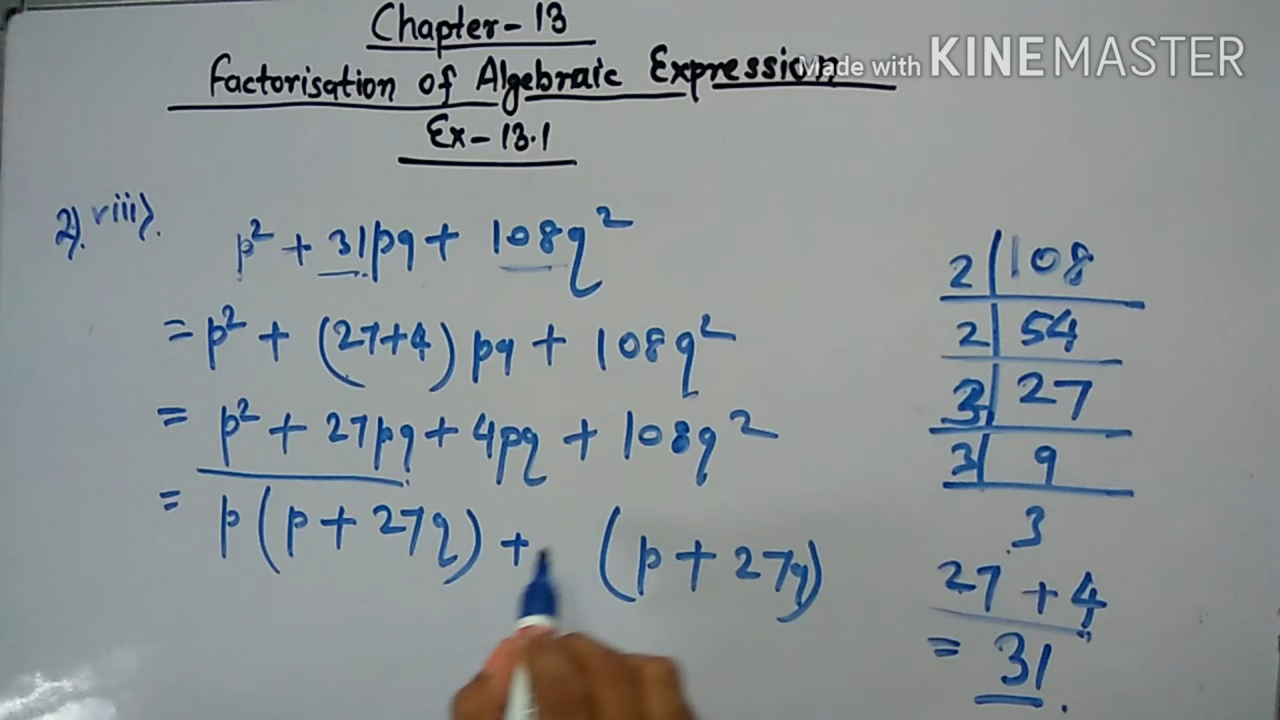 Chapter-13
Made with KINEMASTER
Factorisation of Algebraic Expression
Ex-13.1
2). viii).
p² + 31pq + 108q²
= p² + (27+4) pq + 108q²
= p² + 27pq + 4pq + 108q²
= p(p + 27q) + (p + 27q)
2|108
2|54
3|27
3|9
3
27 + 4
= 31.